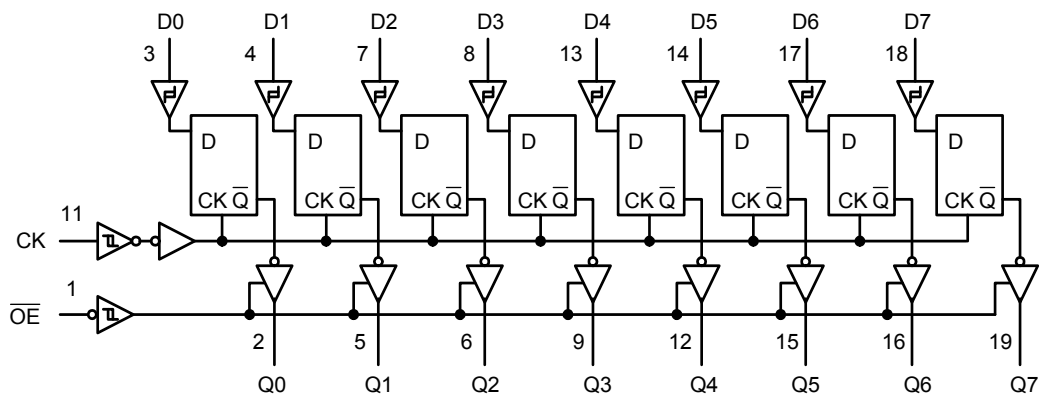 D0 D1 D2 D3 D4 D5 D6 D7
3 4 7 8 13 14 17 18
D D D D D D D D
CK Q̅ CK Q̅ CK Q̅ CK Q̅ CK Q̅ CK Q̅ CK Q̅ CK Q̅
11
CK
1
O̅E̅
2 5 6 9 12 15 16 19
Q0 Q1 Q2 Q3 Q4 Q5 Q6 Q7